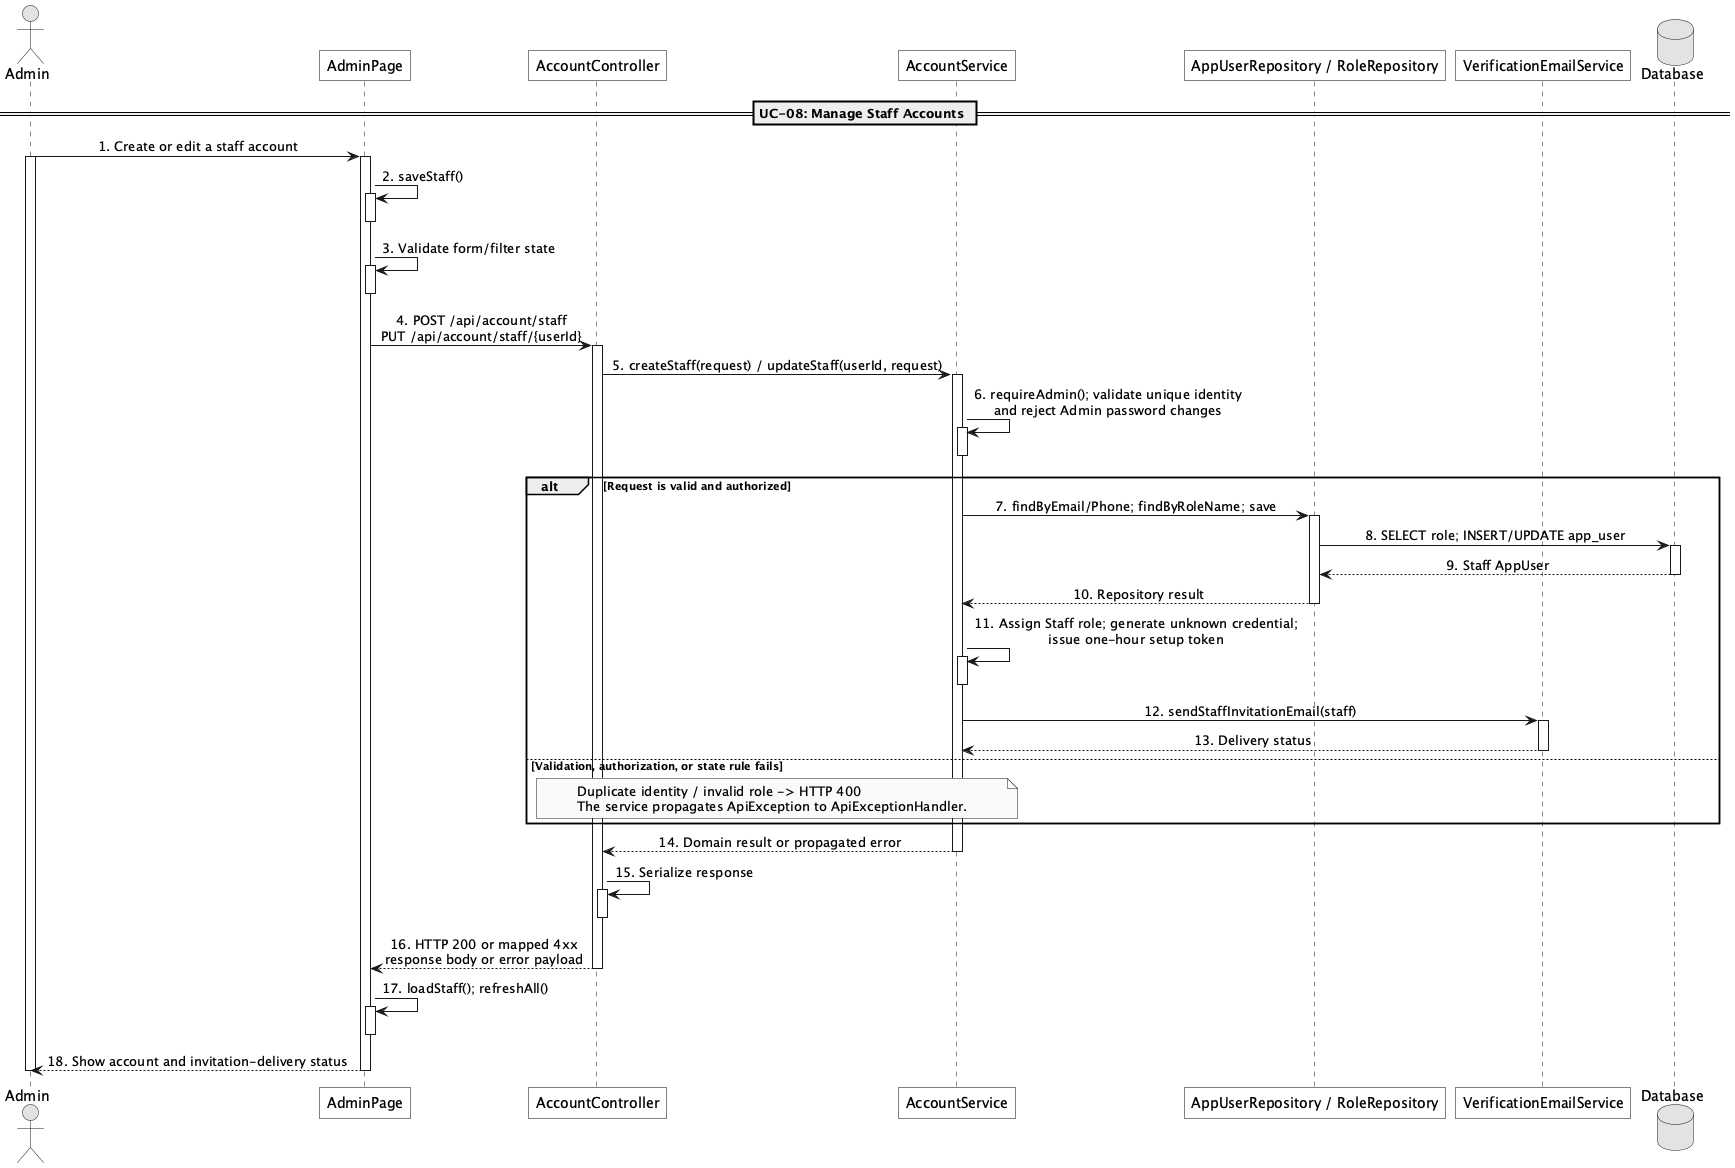 Admin
AdminPage
AccountController
AccountService
AppUserRepository / RoleRepository
VerificationEmailService
Database
UC-08: Manage Staff Accounts
1. Create or edit a staff account
2. saveStaff()
3. Validate form/filter state
4. POST /api/account/staff
PUT /api/account/staff/{userId}
5. createStaff(request) / updateStaff(userId, request)
6. requireAdmin(); validate unique identity
and reject Admin password changes
alt
[Request is valid and authorized]
7. findByEmail/Phone; findByRoleName; save
8. SELECT role; INSERT/UPDATE app_user
9. Staff AppUser
10. Repository result
11. Assign Staff role; generate unknown credential;
issue one-hour setup token
12. sendStaffInvitationEmail(staff)
13. Delivery status
[Validation, authorization, or state rule fails]
Duplicate identity / invalid role -> HTTP 400
The service propagates ApiException to ApiExceptionHandler.
14. Domain result or propagated error
15. Serialize response
16. HTTP 200 or mapped 4xx
response body or error payload
17. loadStaff(); refreshAll()
18. Show account and invitation-delivery status
Admin
AdminPage
AccountController
AccountService
AppUserRepository / RoleRepository
VerificationEmailService
Database